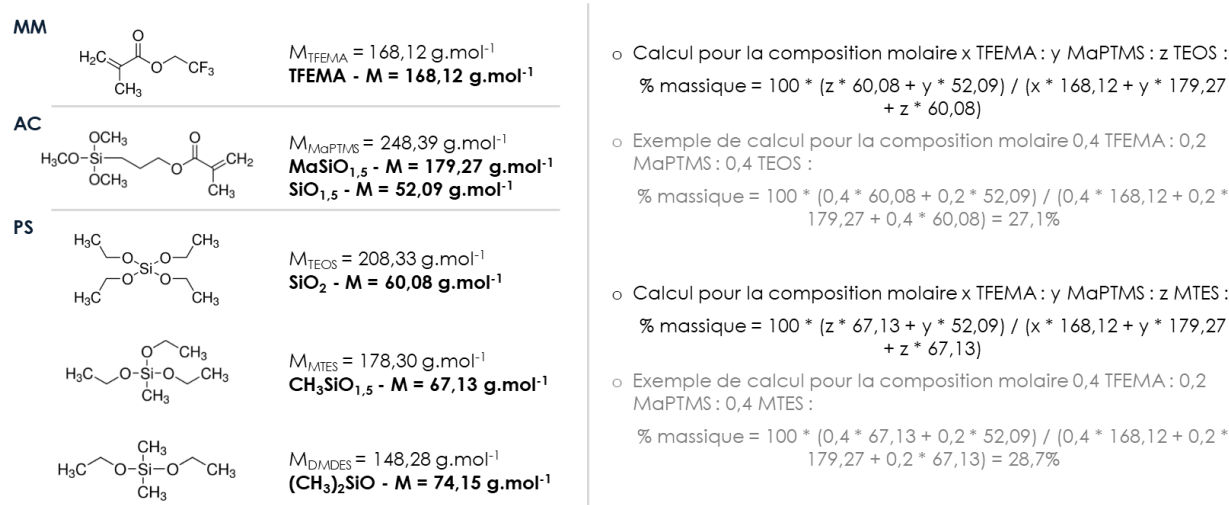 MM
H₂C
O
O
CF₃
CH₃
M_TFEMA = 168,12 g.mol⁻¹
TFEMA - M = 168,12 g.mol⁻¹
AC
OCH₃
H₃CO
Si
OCH₃
O
O
CH₂
CH₃
M_MaPTMS = 248,39 g.mol⁻¹
MaSiO₁,₅ - M = 179,27 g.mol⁻¹
SiO₁,₅ - M = 52,09 g.mol⁻¹
PS
H₃C
CH₃
O
O
Si
O
O
H₃C
CH₃
M_TEOS = 208,33 g.mol⁻¹
SiO₂ - M = 60,08 g.mol⁻¹
O
CH₃
H₃C
O
Si
O
CH₃
CH₃
M_MTES = 178,30 g.mol⁻¹
CH₃SiO₁,₅ - M = 67,13 g.mol⁻¹
CH₃
H₃C
O
Si
O
CH₃
CH₃
M_DMDES = 148,28 g.mol⁻¹
(CH₃)₂SiO - M = 74,15 g.mol⁻¹
o Calcul pour la composition molaire x TFEMA : y MaPTMS : z TEOS :
% massique = 100 * (z * 60,08 + y * 52,09) / (x * 168,12 + y * 179,27
+ z * 60,08)
o Exemple de calcul pour la composition molaire 0,4 TFEMA : 0,2
MaPTMS : 0,4 TEOS :
% massique = 100 * (0,4 * 60,08 + 0,2 * 52,09) / (0,4 * 168,12 + 0,2 *
179,27 + 0,4 * 60,08) = 27,1%
o Calcul pour la composition molaire x TFEMA : y MaPTMS : z MTES :
% massique = 100 * (z * 67,13 + y * 52,09) / (x * 168,12 + y * 179,27
+ z * 67,13)
o Exemple de calcul pour la composition molaire 0,4 TFEMA : 0,2
MaPTMS : 0,4 MTES :
% massique = 100 * (0,4 * 67,13 + 0,2 * 52,09) / (0,4 * 168,12 + 0,2 *
179,27 + 0,2 * 67,13) = 28,7%